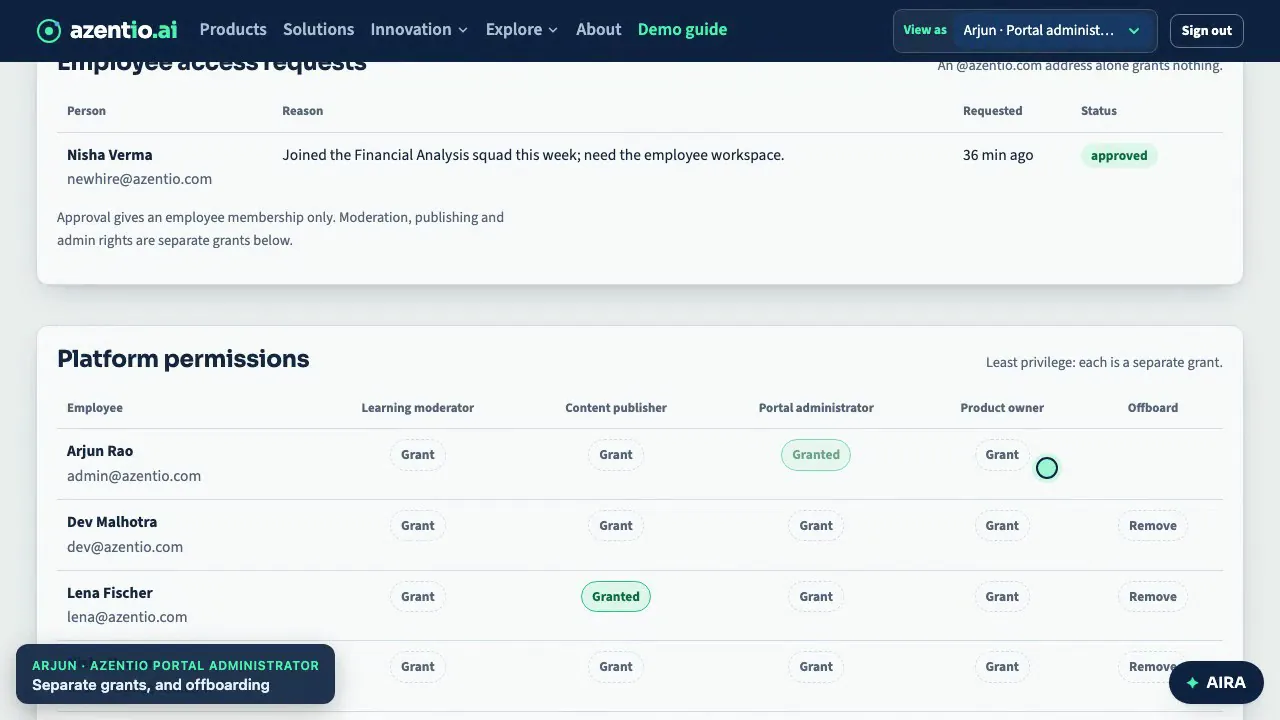 azentio.ai Products Solutions Innovation Explore About Demo guide View as Arjun · Portal administ... Sign out
Employee access requests An @azentio.com address alone grants nothing.
Person Reason Requested Status
Nisha Verma Joined the Financial Analysis squad this week; need the employee workspace. 36 min ago approved
newhire@azentio.com
Approval gives an employee membership only. Moderation, publishing and
admin rights are separate grants below.
Platform permissions Least privilege: each is a separate grant.
Employee Learning moderator Content publisher Portal administrator Product owner Offboard
Arjun Rao Grant Grant Granted Grant
admin@azentio.com
Dev Malhotra Grant Grant Grant Grant Remove
dev@azentio.com
Lena Fischer Grant Granted Grant Grant Remove
lena@azentio.com
Grant Grant Grant Grant Remove
ARJUN · AZENTIO PORTAL ADMINISTRATOR
Separate grants, and offboarding
AIRA